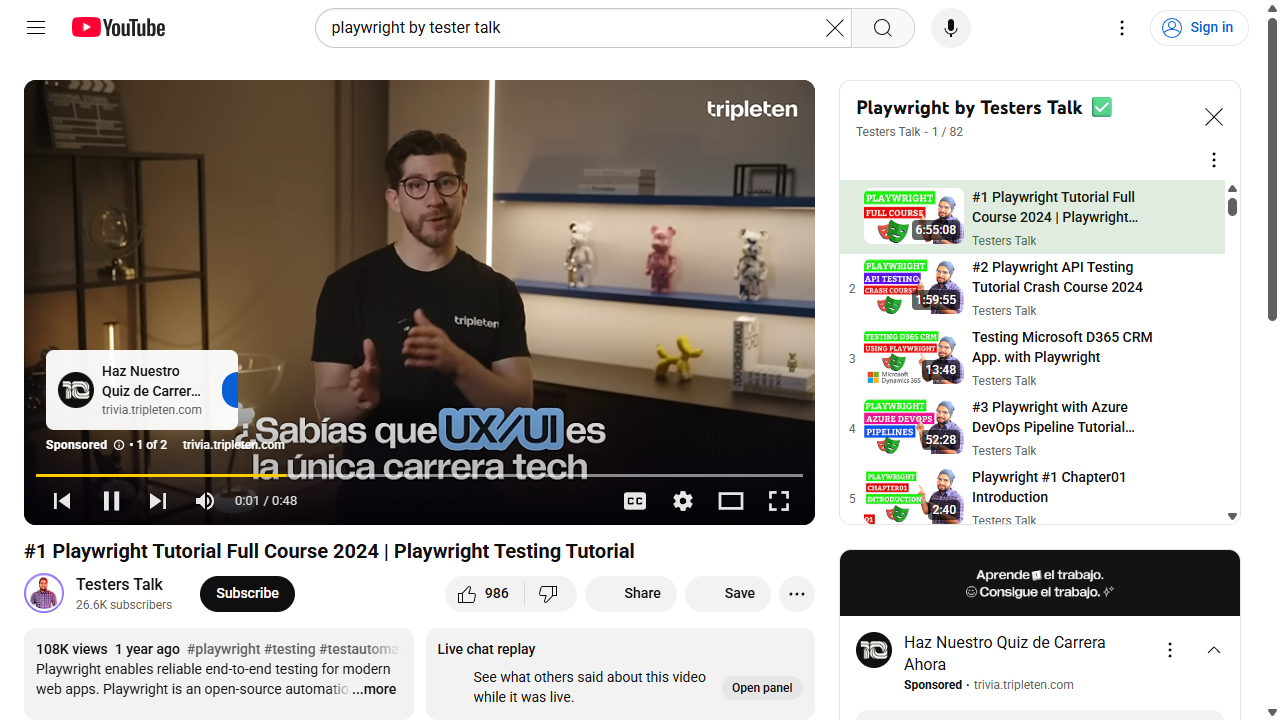 YouTube
playwright by tester talk
Sign in
tripleten
tripleten
Haz Nuestro
Quiz de Carrer...
trivia.tripleten.com
Sponsored • 1 of 2 trivia.tripleten.com
Sabías que UX/UI es
la única carrera tech
0:01 / 0:48
CC
Playwright by Testers Talk ✅
Testers Talk - 1 / 82
PLAYWRIGHT
FULL COURSE
6:55:08
#1 Playwright Tutorial Full
Course 2024 | Playwright...
Testers Talk
2
PLAYWRIGHT
API TESTING
CRASH COURSE
1:59:55
#2 Playwright API Testing
Tutorial Crash Course 2024
Testers Talk
3
TESTING D365 CRM
USING PLAYWRIGHT
Microsoft
Dynamics 365
13:48
Testing Microsoft D365 CRM
App. with Playwright
Testers Talk
4
PLAYWRIGHT
AZURE DEVOPS
PIPELINES
52:28
#3 Playwright with Azure
DevOps Pipeline Tutorial...
Testers Talk
5
PLAYWRIGHT
CHAPTER01
INTRODUCTION
01
2:40
Playwright #1 Chapter01
Introduction
Testers Talk
#1 Playwright Tutorial Full Course 2024 | Playwright Testing Tutorial
Testers Talk
26.6K subscribers
Subscribe
986
Share
Save
108K views 1 year ago #playwright #testing #testautoma
Playwright enables reliable end-to-end testing for modern
web apps. Playwright is an open-source automatio ...more
Live chat replay
See what others said about this video
while it was live.
Open panel
Aprende el trabajo.
Consigue el trabajo.
Haz Nuestro Quiz de Carrera
Ahora
Sponsored · trivia.tripleten.com